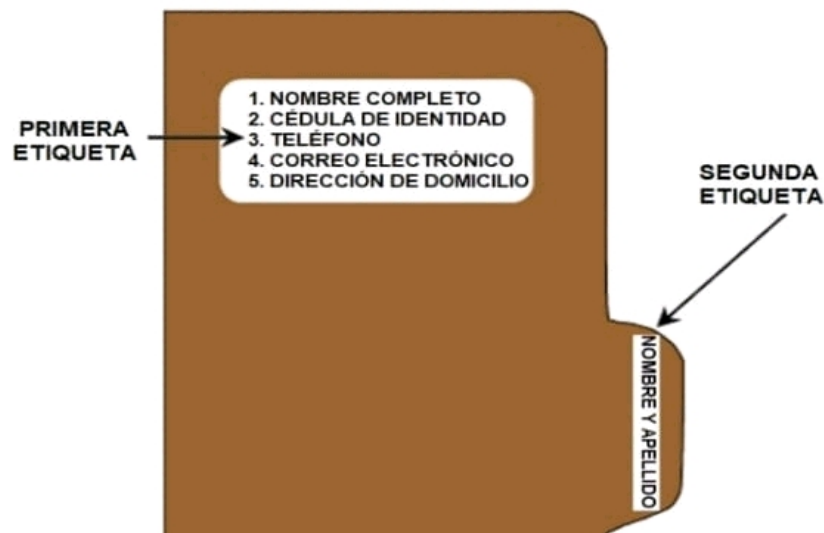 PRIMERA
ETIQUETA
1. NOMBRE COMPLETO
2. CÉDULA DE IDENTIDAD
3. TELÉFONO
4. CORREO ELECTRÓNICO
5. DIRECCIÓN DE DOMICILIO
SEGUNDA
ETIQUETA
NOMBRE Y APELLIDO